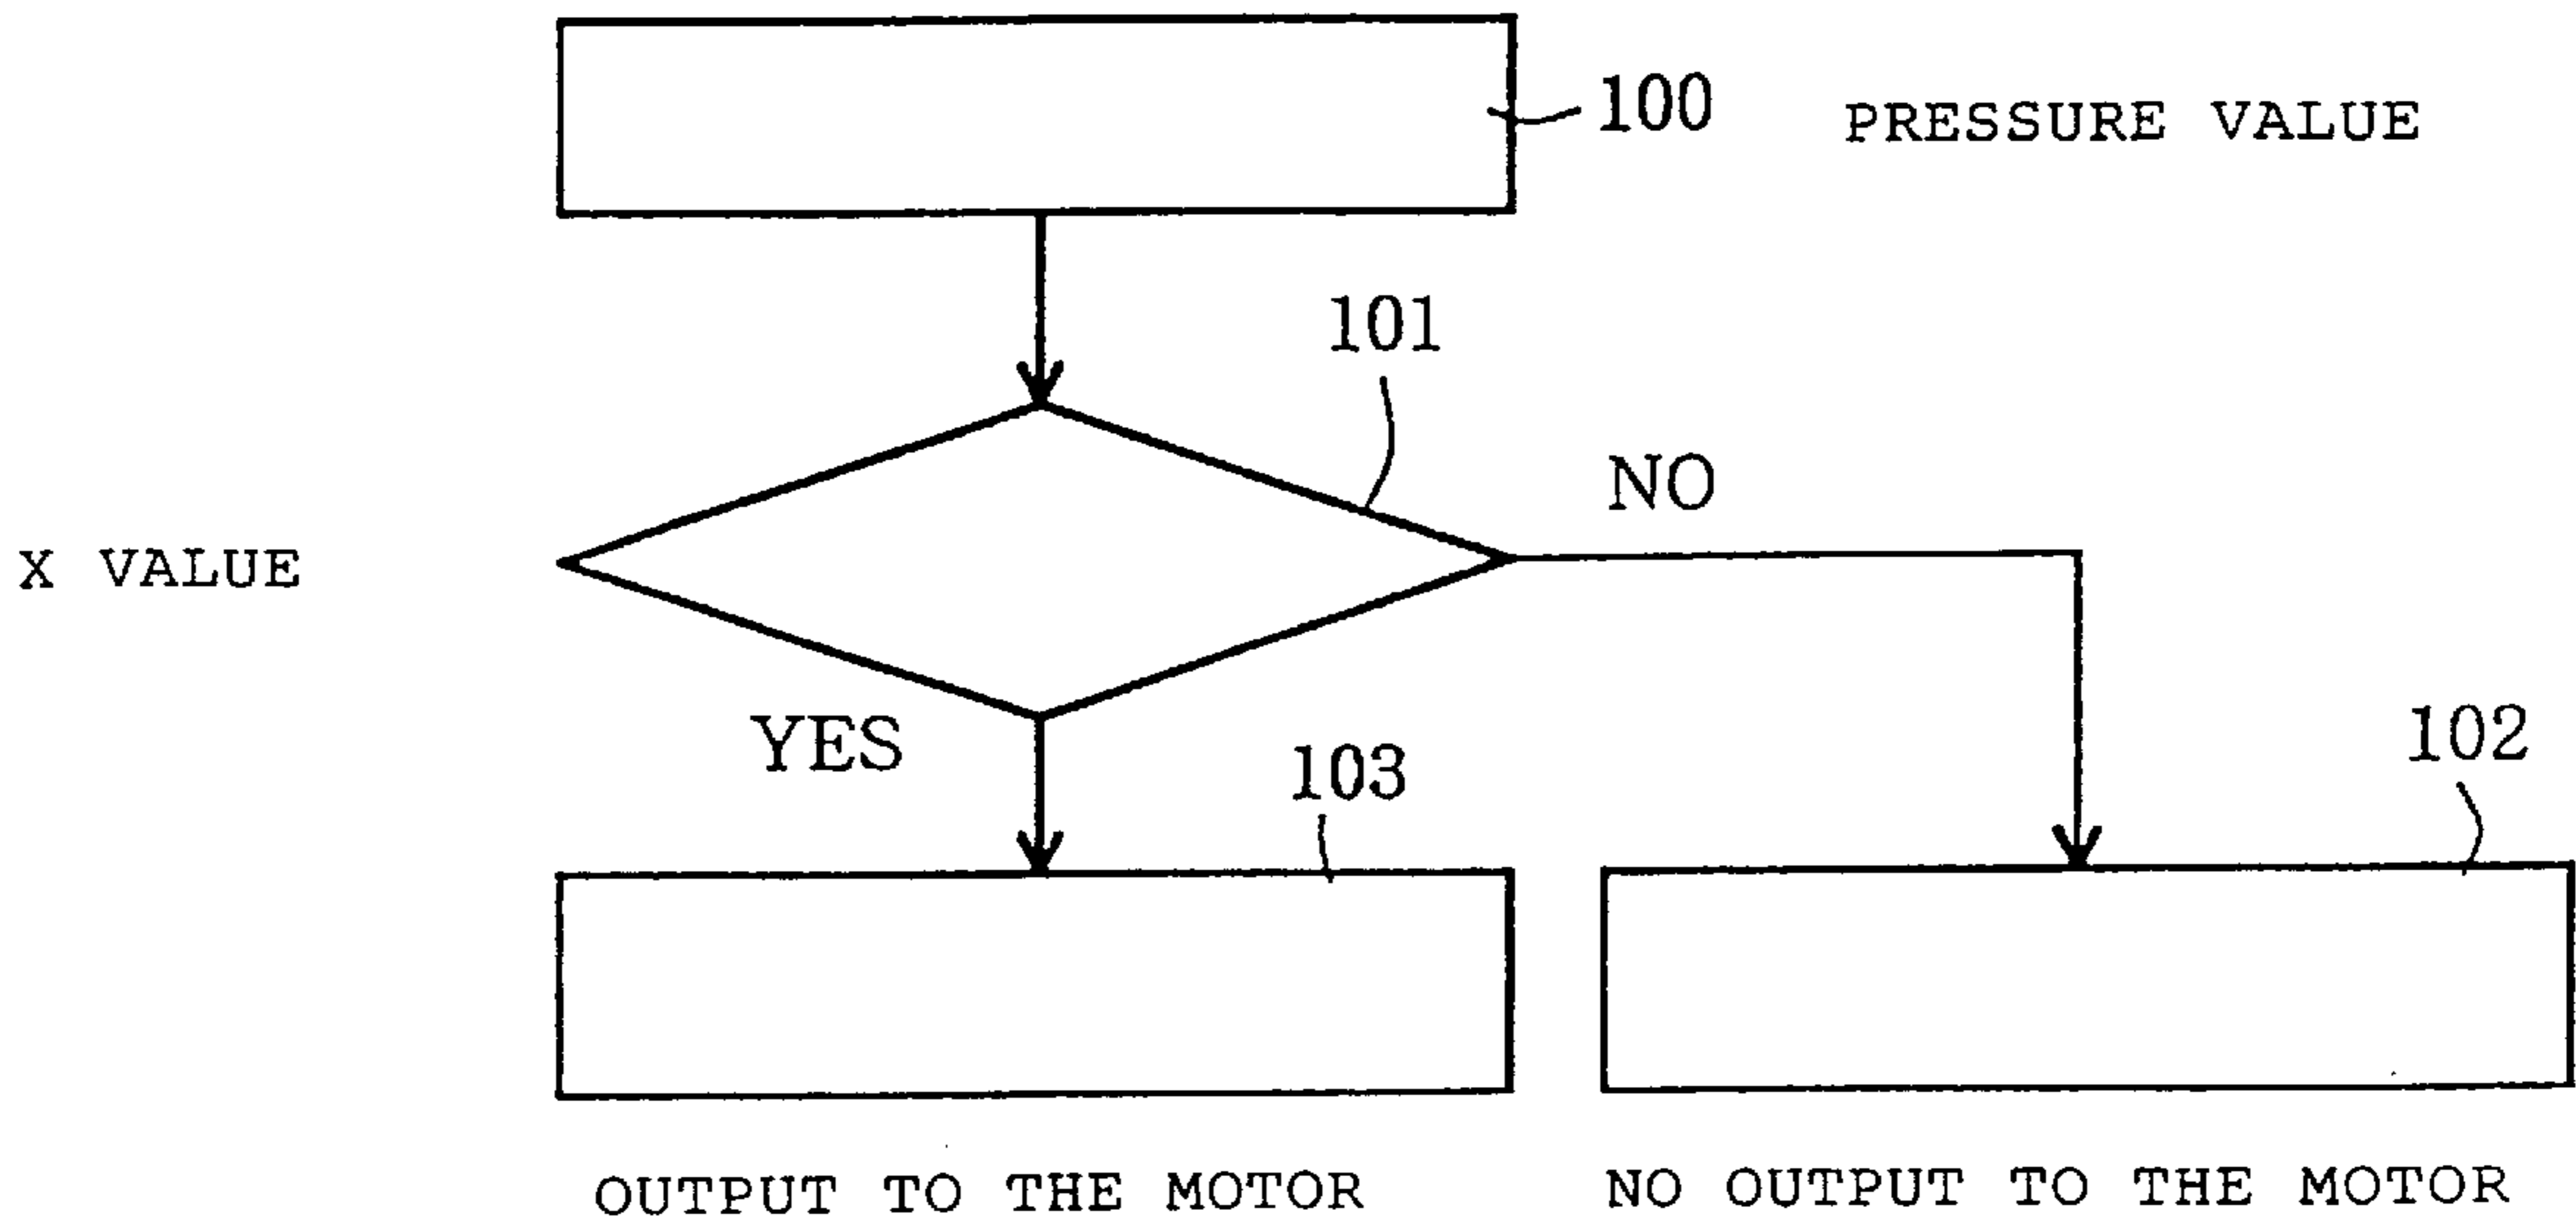 100 PRESSURE VALUE
101
NO
X VALUE
YES
103
102
OUTPUT TO THE MOTOR
NO OUTPUT TO THE MOTOR